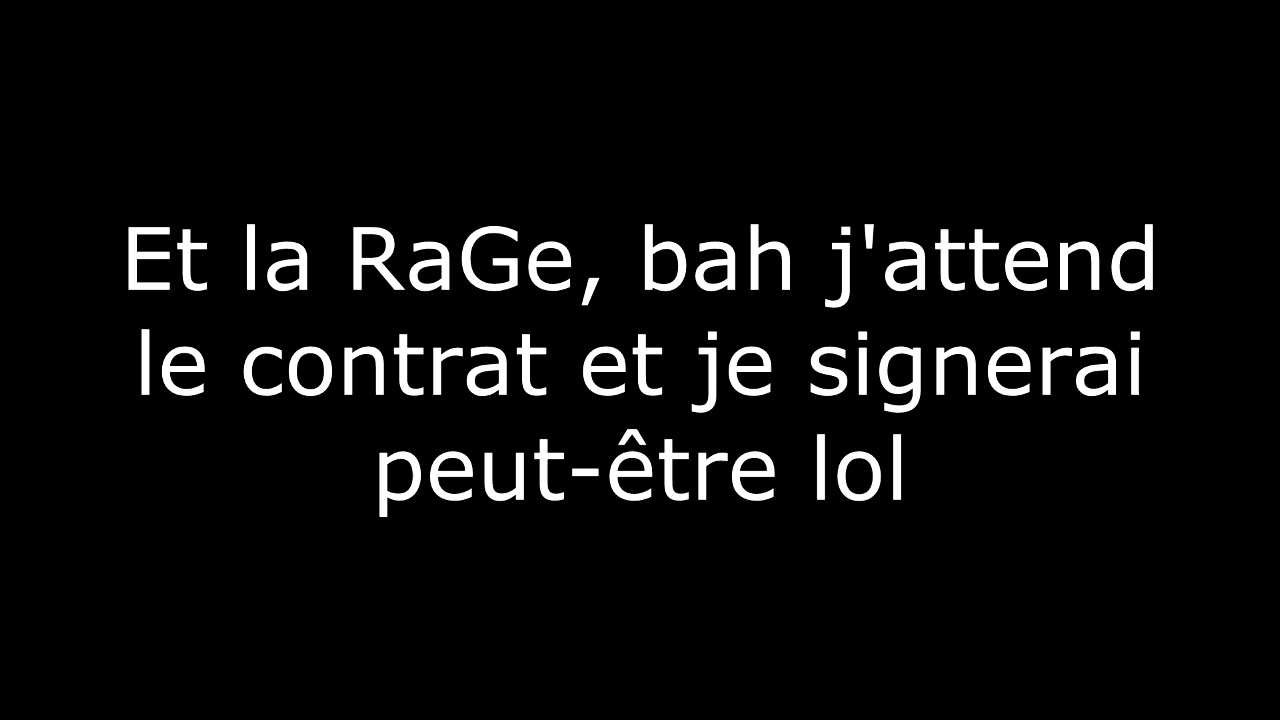 Et la RaGe, bah j'attend
le contrat et je signerai
peut-être lol